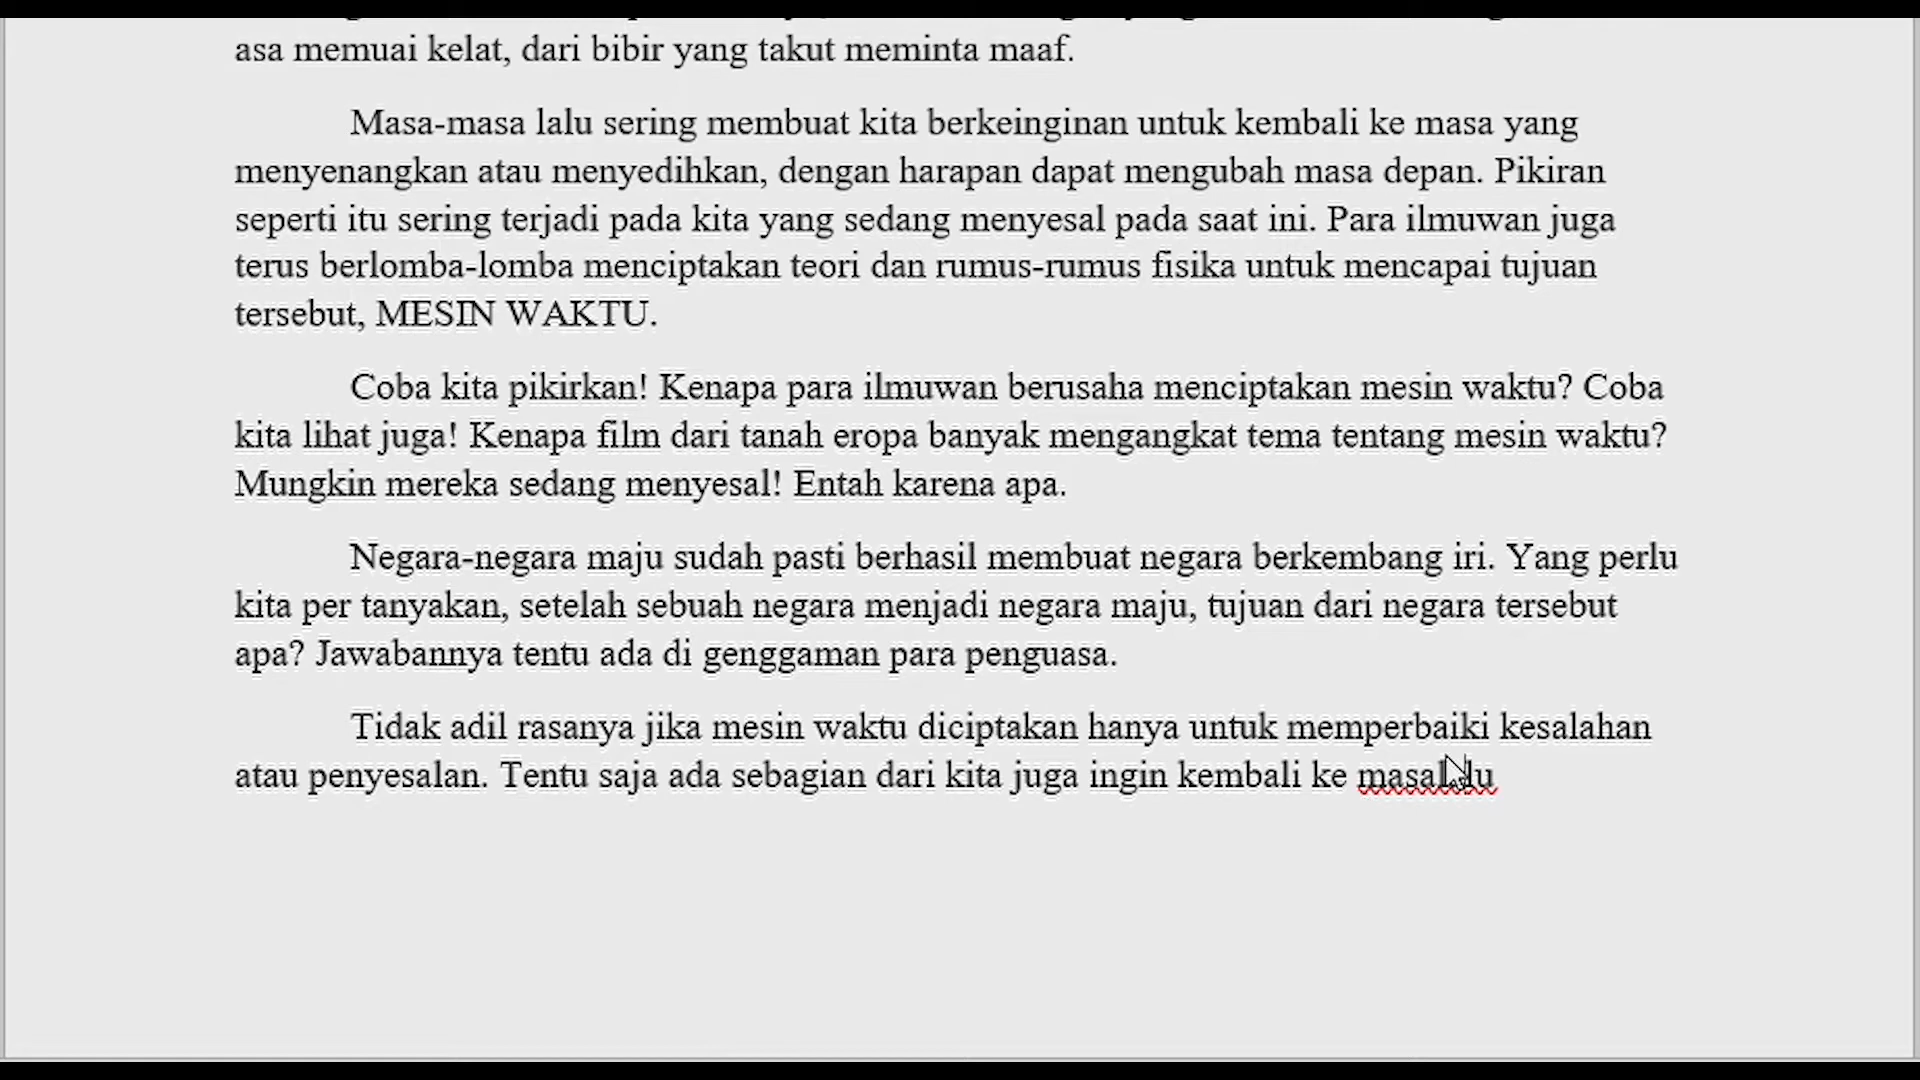 asa memuai kelat, dari bibir yang takut meminta maaf.
Masa-masa lalu sering membuat kita berkeinginan untuk kembali ke masa yang
menyenangkan atau menyedihkan, dengan harapan dapat mengubah masa depan. Pikiran
seperti itu sering terjadi pada kita yang sedang menyesal pada saat ini. Para ilmuwan juga
terus berlomba-lomba menciptakan teori dan rumus-rumus fisika untuk mencapai tujuan
tersebut, MESIN WAKTU.
Coba kita pikirkan! Kenapa para ilmuwan berusaha menciptakan mesin waktu? Coba
kita lihat juga! Kenapa film dari tanah eropa banyak mengangkat tema tentang mesin waktu?
Mungkin mereka sedang menyesal! Entah karena apa.
Negara-negara maju sudah pasti berhasil membuat negara berkembang iri. Yang perlu
kita per tanyakan, setelah sebuah negara menjadi negara maju, tujuan dari negara tersebut
apa? Jawabannya tentu ada di genggaman para penguasa.
Tidak adil rasanya jika mesin waktu diciptakan hanya untuk memperbaiki kesalahan
atau penyesalan. Tentu saja ada sebagian dari kita juga ingin kembali ke